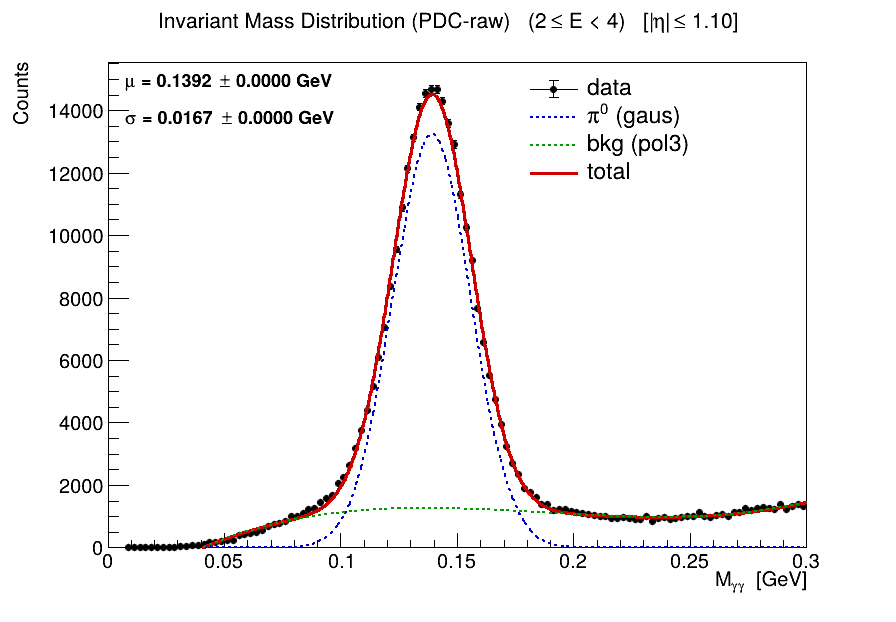 Invariant Mass Distribution (PDC-raw) (2 ≤ E < 4) [|η| ≤ 1.10]
Counts
μ = 0.1392 ± 0.0000 GeV
σ = 0.0167 ± 0.0000 GeV
data
π⁰ (gaus)
bkg (pol3)
total
14000
12000
10000
8000
6000
4000
2000
0
0 0.05 0.1 0.15 0.2 0.25 0.3
Mγγ [GeV]